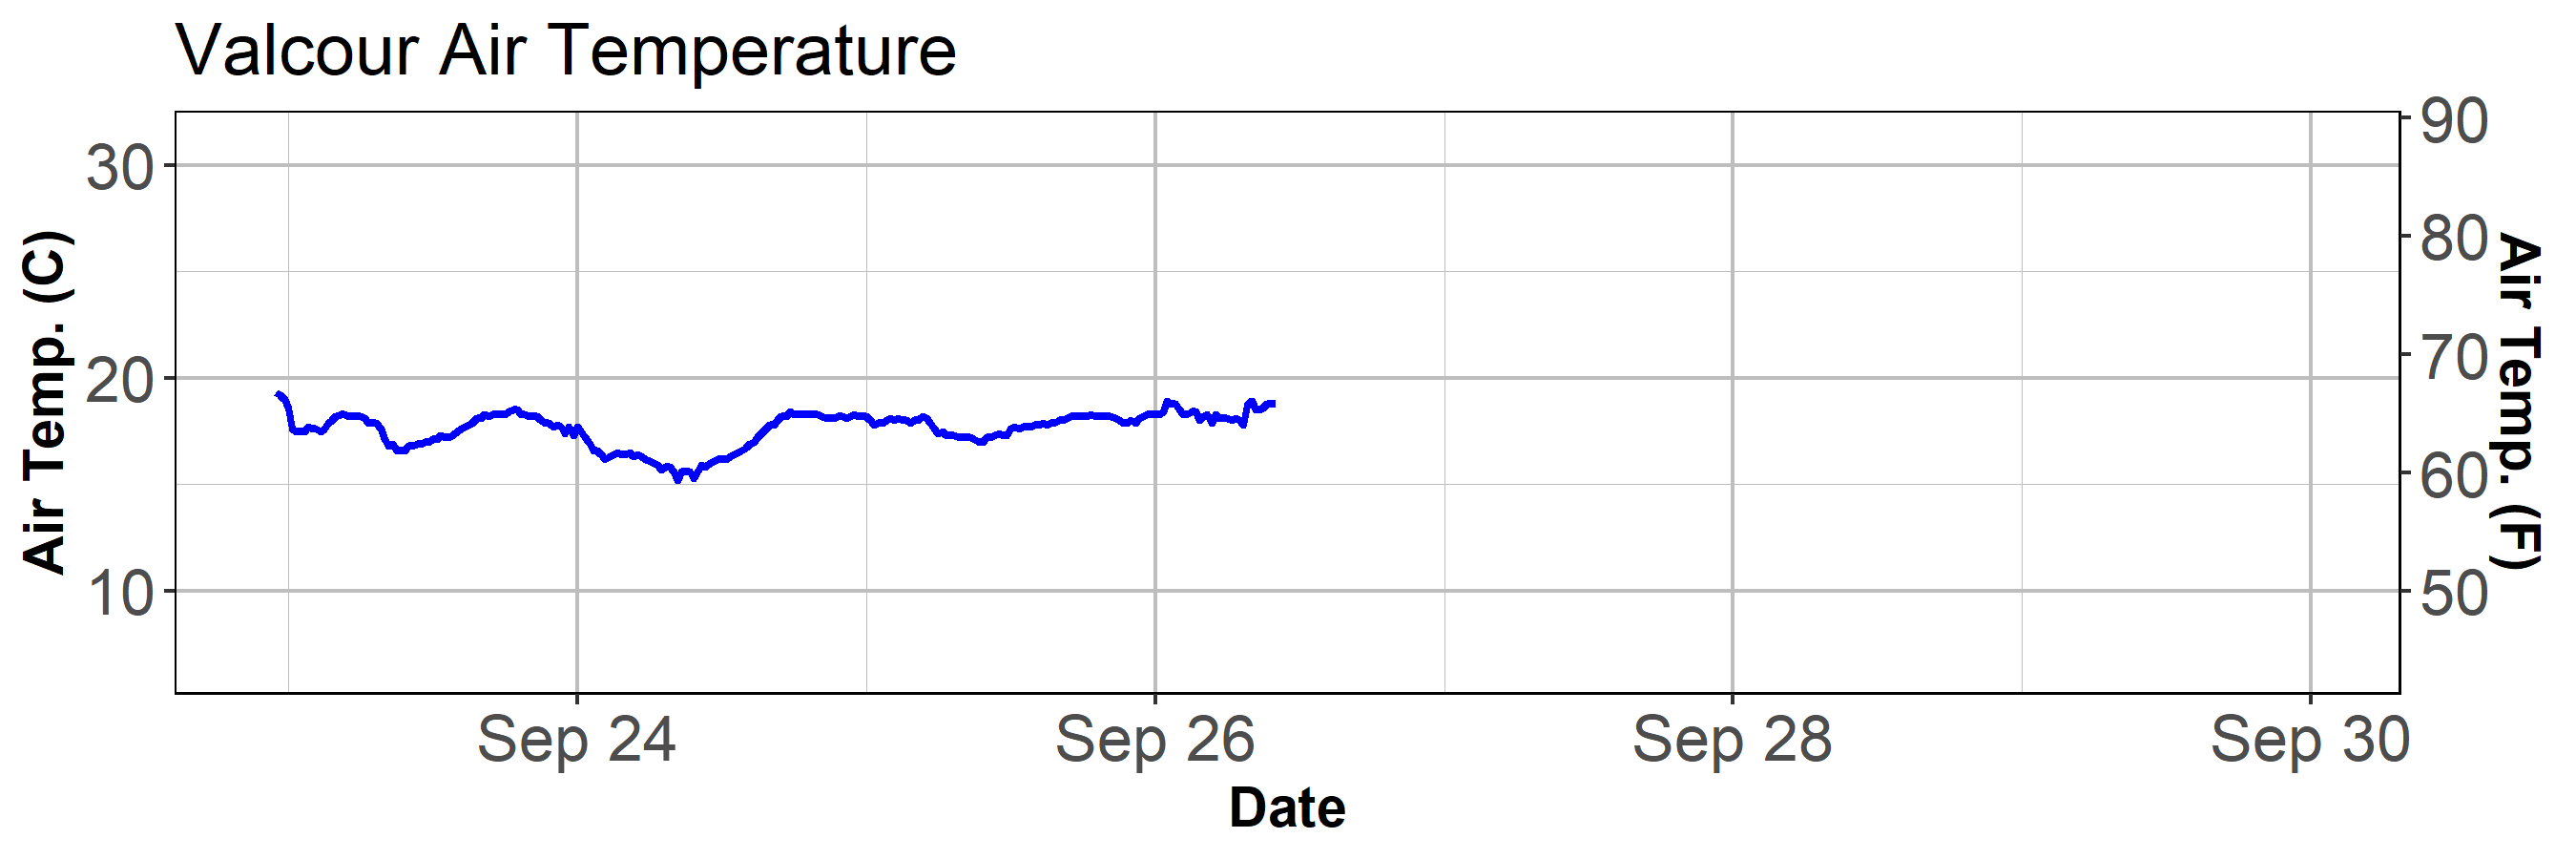 Valcour Air Temperature
Air Temp. (C)
30
20
10
90
80
70
60
50
Air Temp. (F)
Sep 24
Sep 26
Sep 28
Sep 30
Date